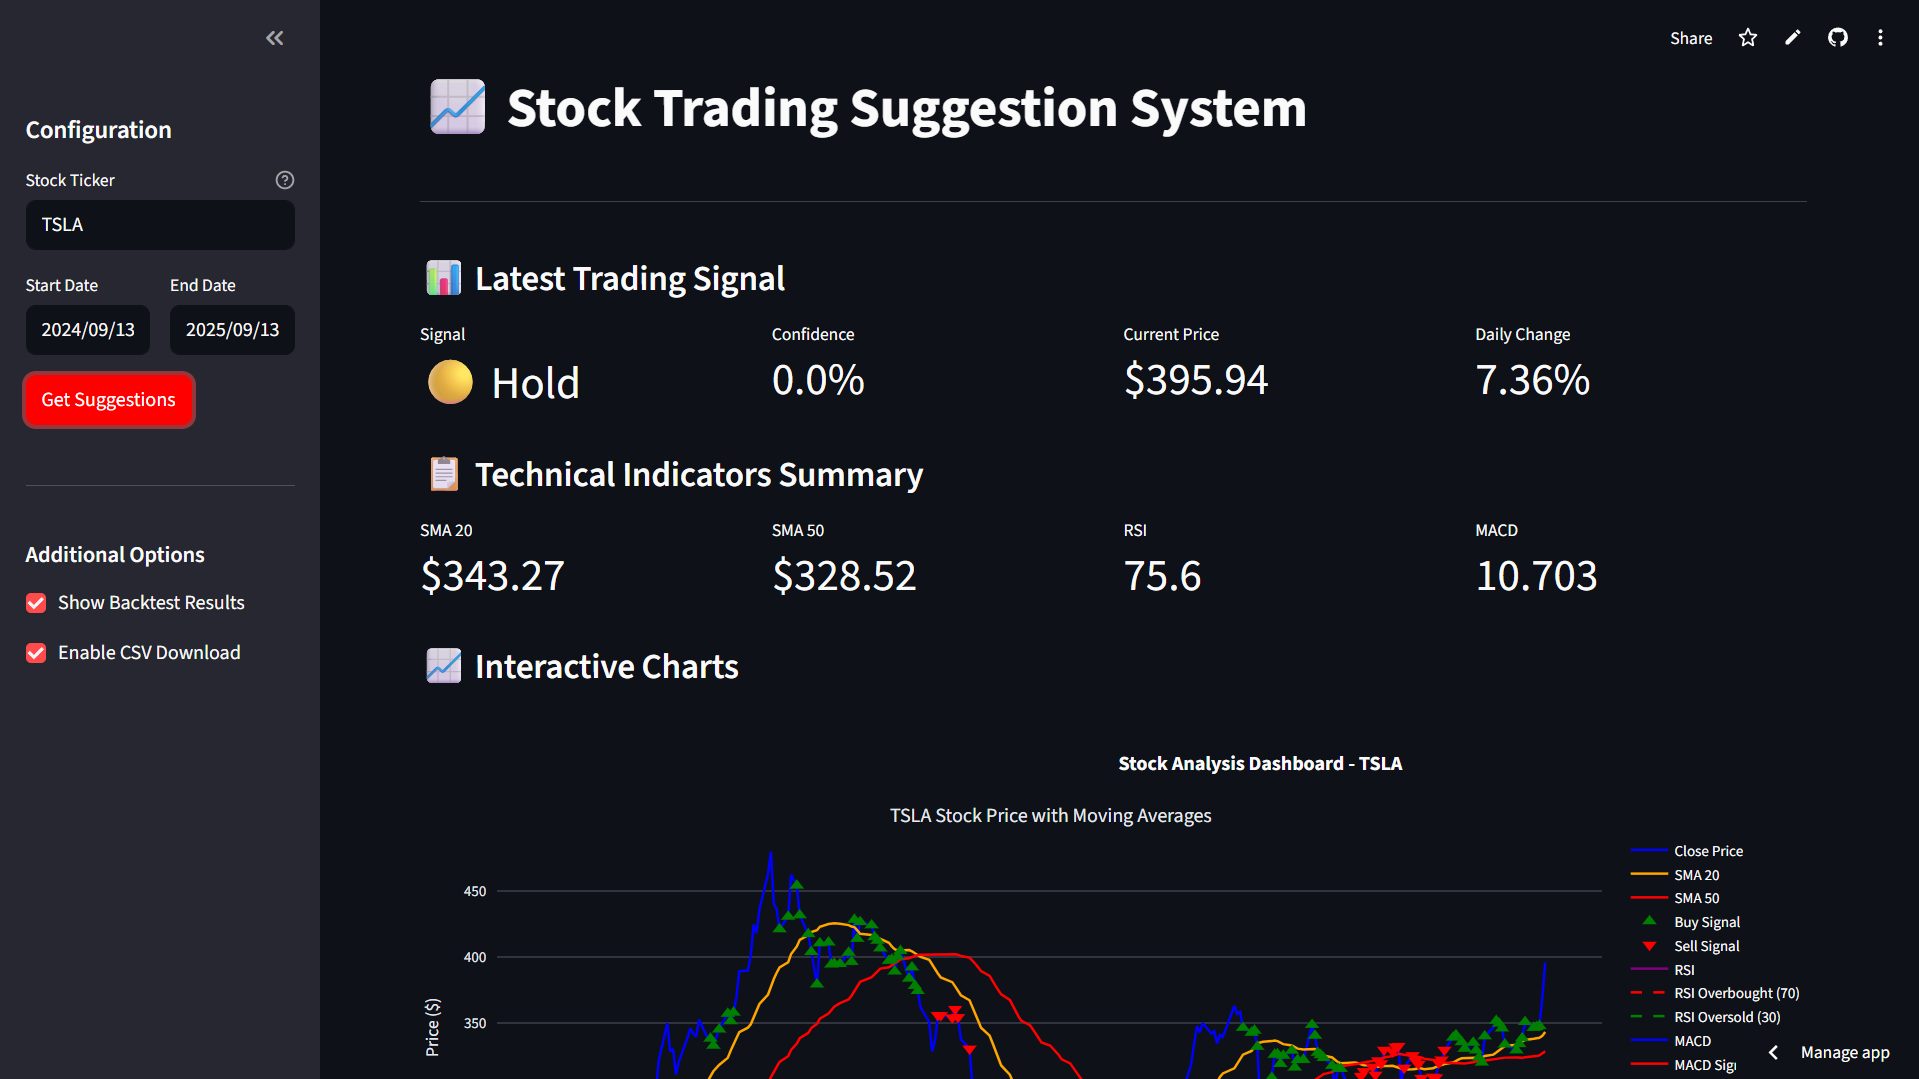 Share
Configuration
Stock Ticker
TSLA
Start Date
End Date
2024/09/13
2025/09/13
Get Suggestions
Additional Options
Show Backtest Results
Enable CSV Download
Stock Trading Suggestion System
Latest Trading Signal
Signal
Confidence
Current Price
Daily Change
Hold
0.0%
$395.94
7.36%
Technical Indicators Summary
SMA 20
SMA 50
RSI
MACD
$343.27
$328.52
75.6
10.703
Interactive Charts
Stock Analysis Dashboard - TSLA
TSLA Stock Price with Moving Averages
Price ($)
450
400
350
Close Price
SMA 20
SMA 50
Buy Signal
Sell Signal
RSI
RSI Overbought (70)
RSI Oversold (30)
MACD
MACD Sig
Manage app